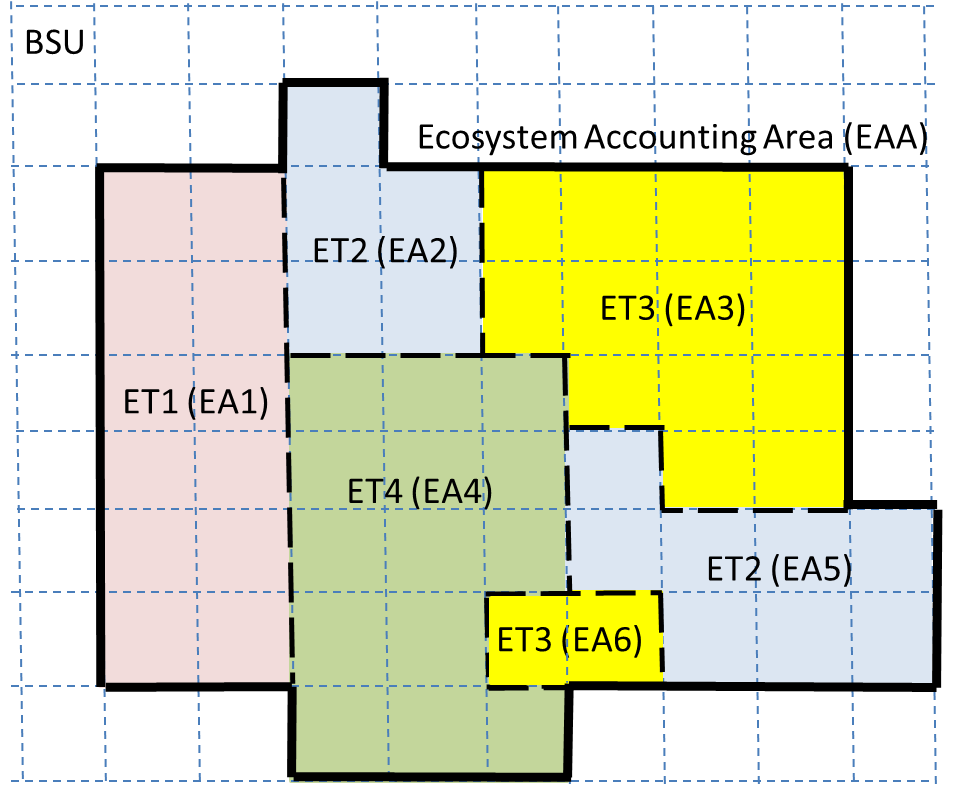 BSU
Ecosystem Accounting Area (EAA)
ET2 (EA2)
ET3 (EA3)
ET1 (EA1)
ET4 (EA4)
ET2 (EA5)
ET3 (EA6)